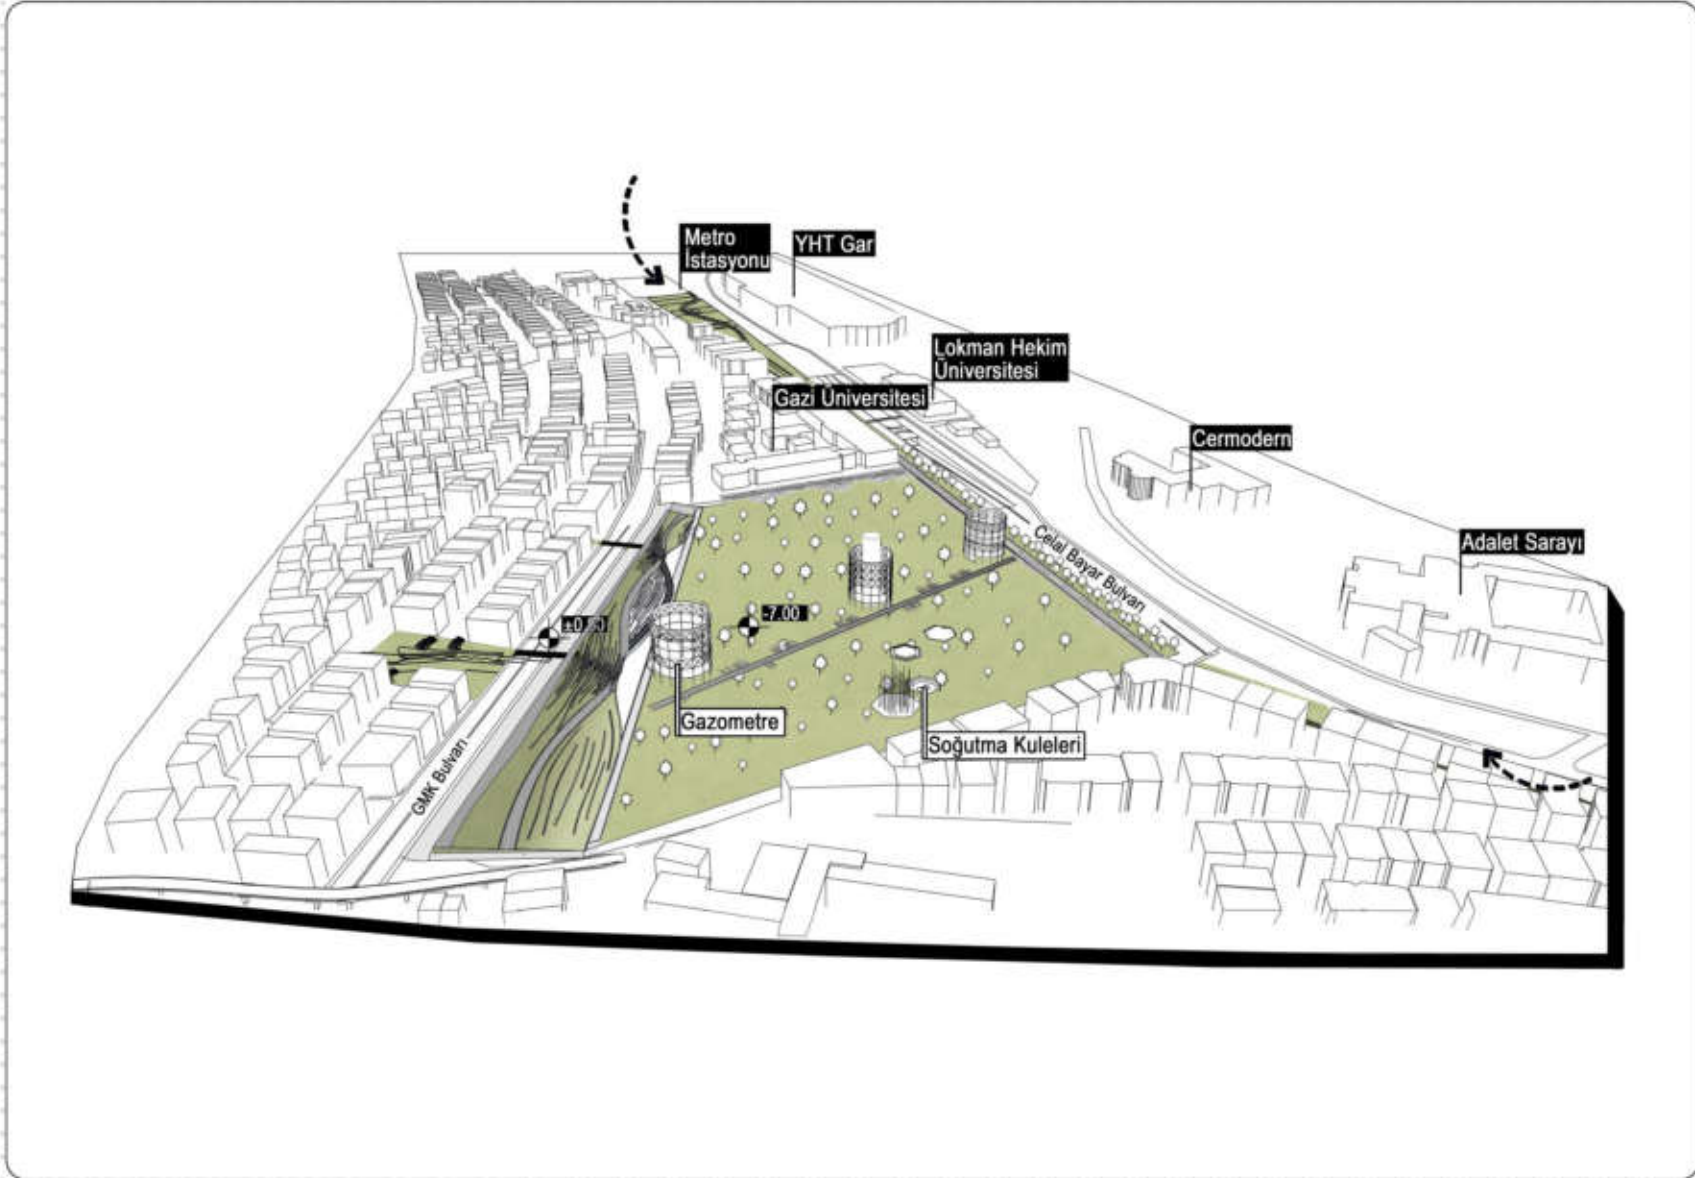 Metro
İstasyonu
YHT Gar
Lokman Hekim
Üniversitesi
Gazi Üniversitesi
Cermodern
Adalet Sarayı
Celal Bayar Bulvarı
-7.00
Gazometre
Soğutma Kuleleri
GMK Bulvarı